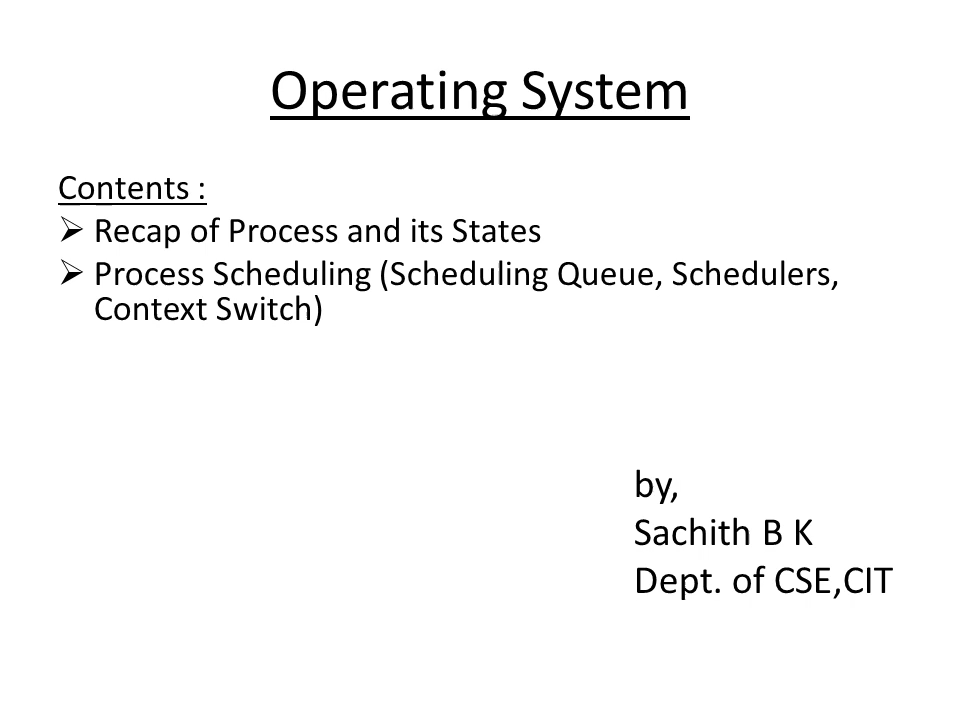 Operating System
Contents :
➢ Recap of Process and its States
➢ Process Scheduling (Scheduling Queue, Schedulers,
Context Switch)
by,
Sachith B K
Dept. of CSE,CIT